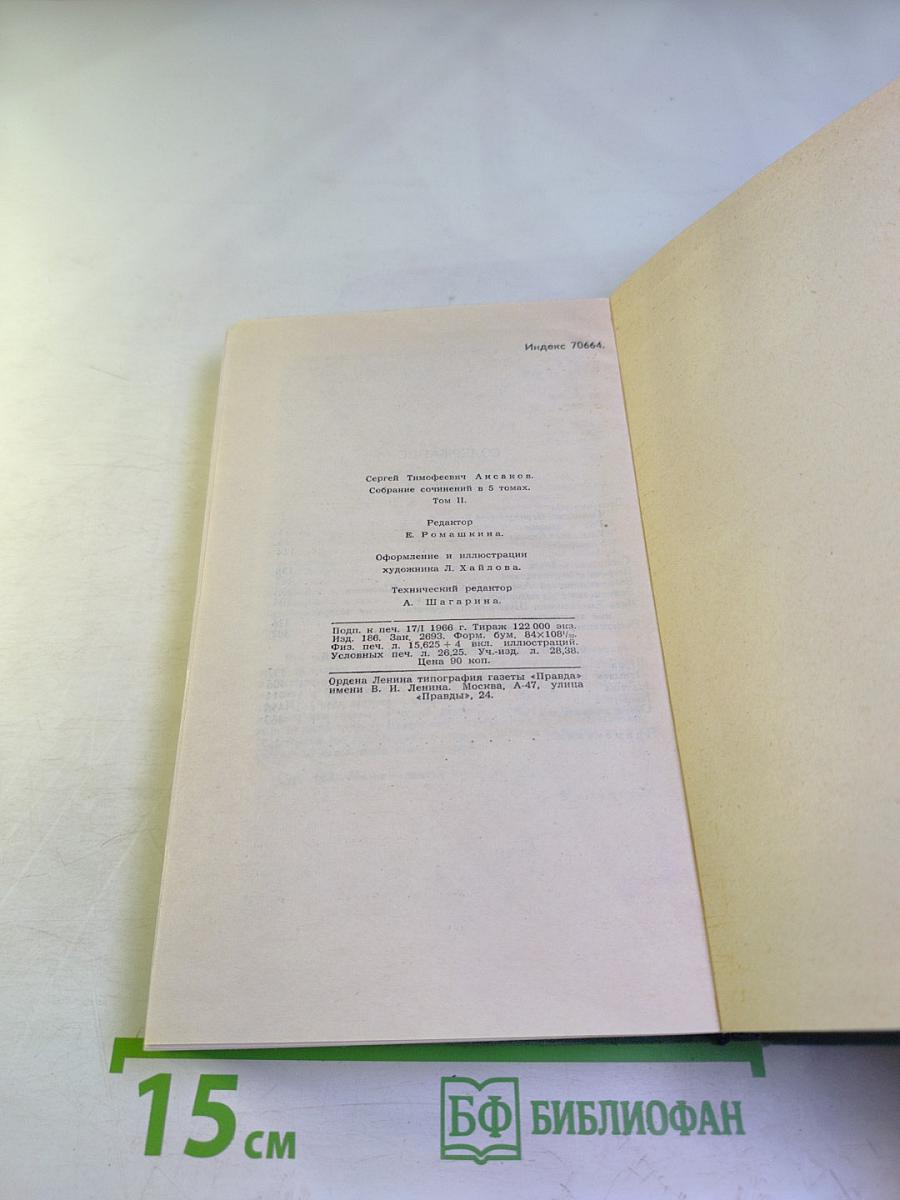 Индекс 70664.
Сергей Тимофеевич Аксаков.
Собрание сочинений в 5 томах.
Том II.
Редактор
Е. Ромашкина.
Оформление и иллюстрации
художника Л. Хайлова.
Технический редактор
А. Шагарина.
Подп. к печ. 17/I 1966 г. Тираж 122 000 экз.
Изд. 186. Зак. 2693. Форм. бум. 84×108¹/₃₂.
Физ. печ. л. 15,625 + 4 вкл. иллюстраций.
Условных печ. л. 26,25. Уч.-изд. л. 28,38.
Цена 90 коп.
Ордена Ленина типография газеты «Правда»
имени В. И. Ленина. Москва, А-47, улица
«Правды», 24.
15 см
БФ БИБЛИОФАН